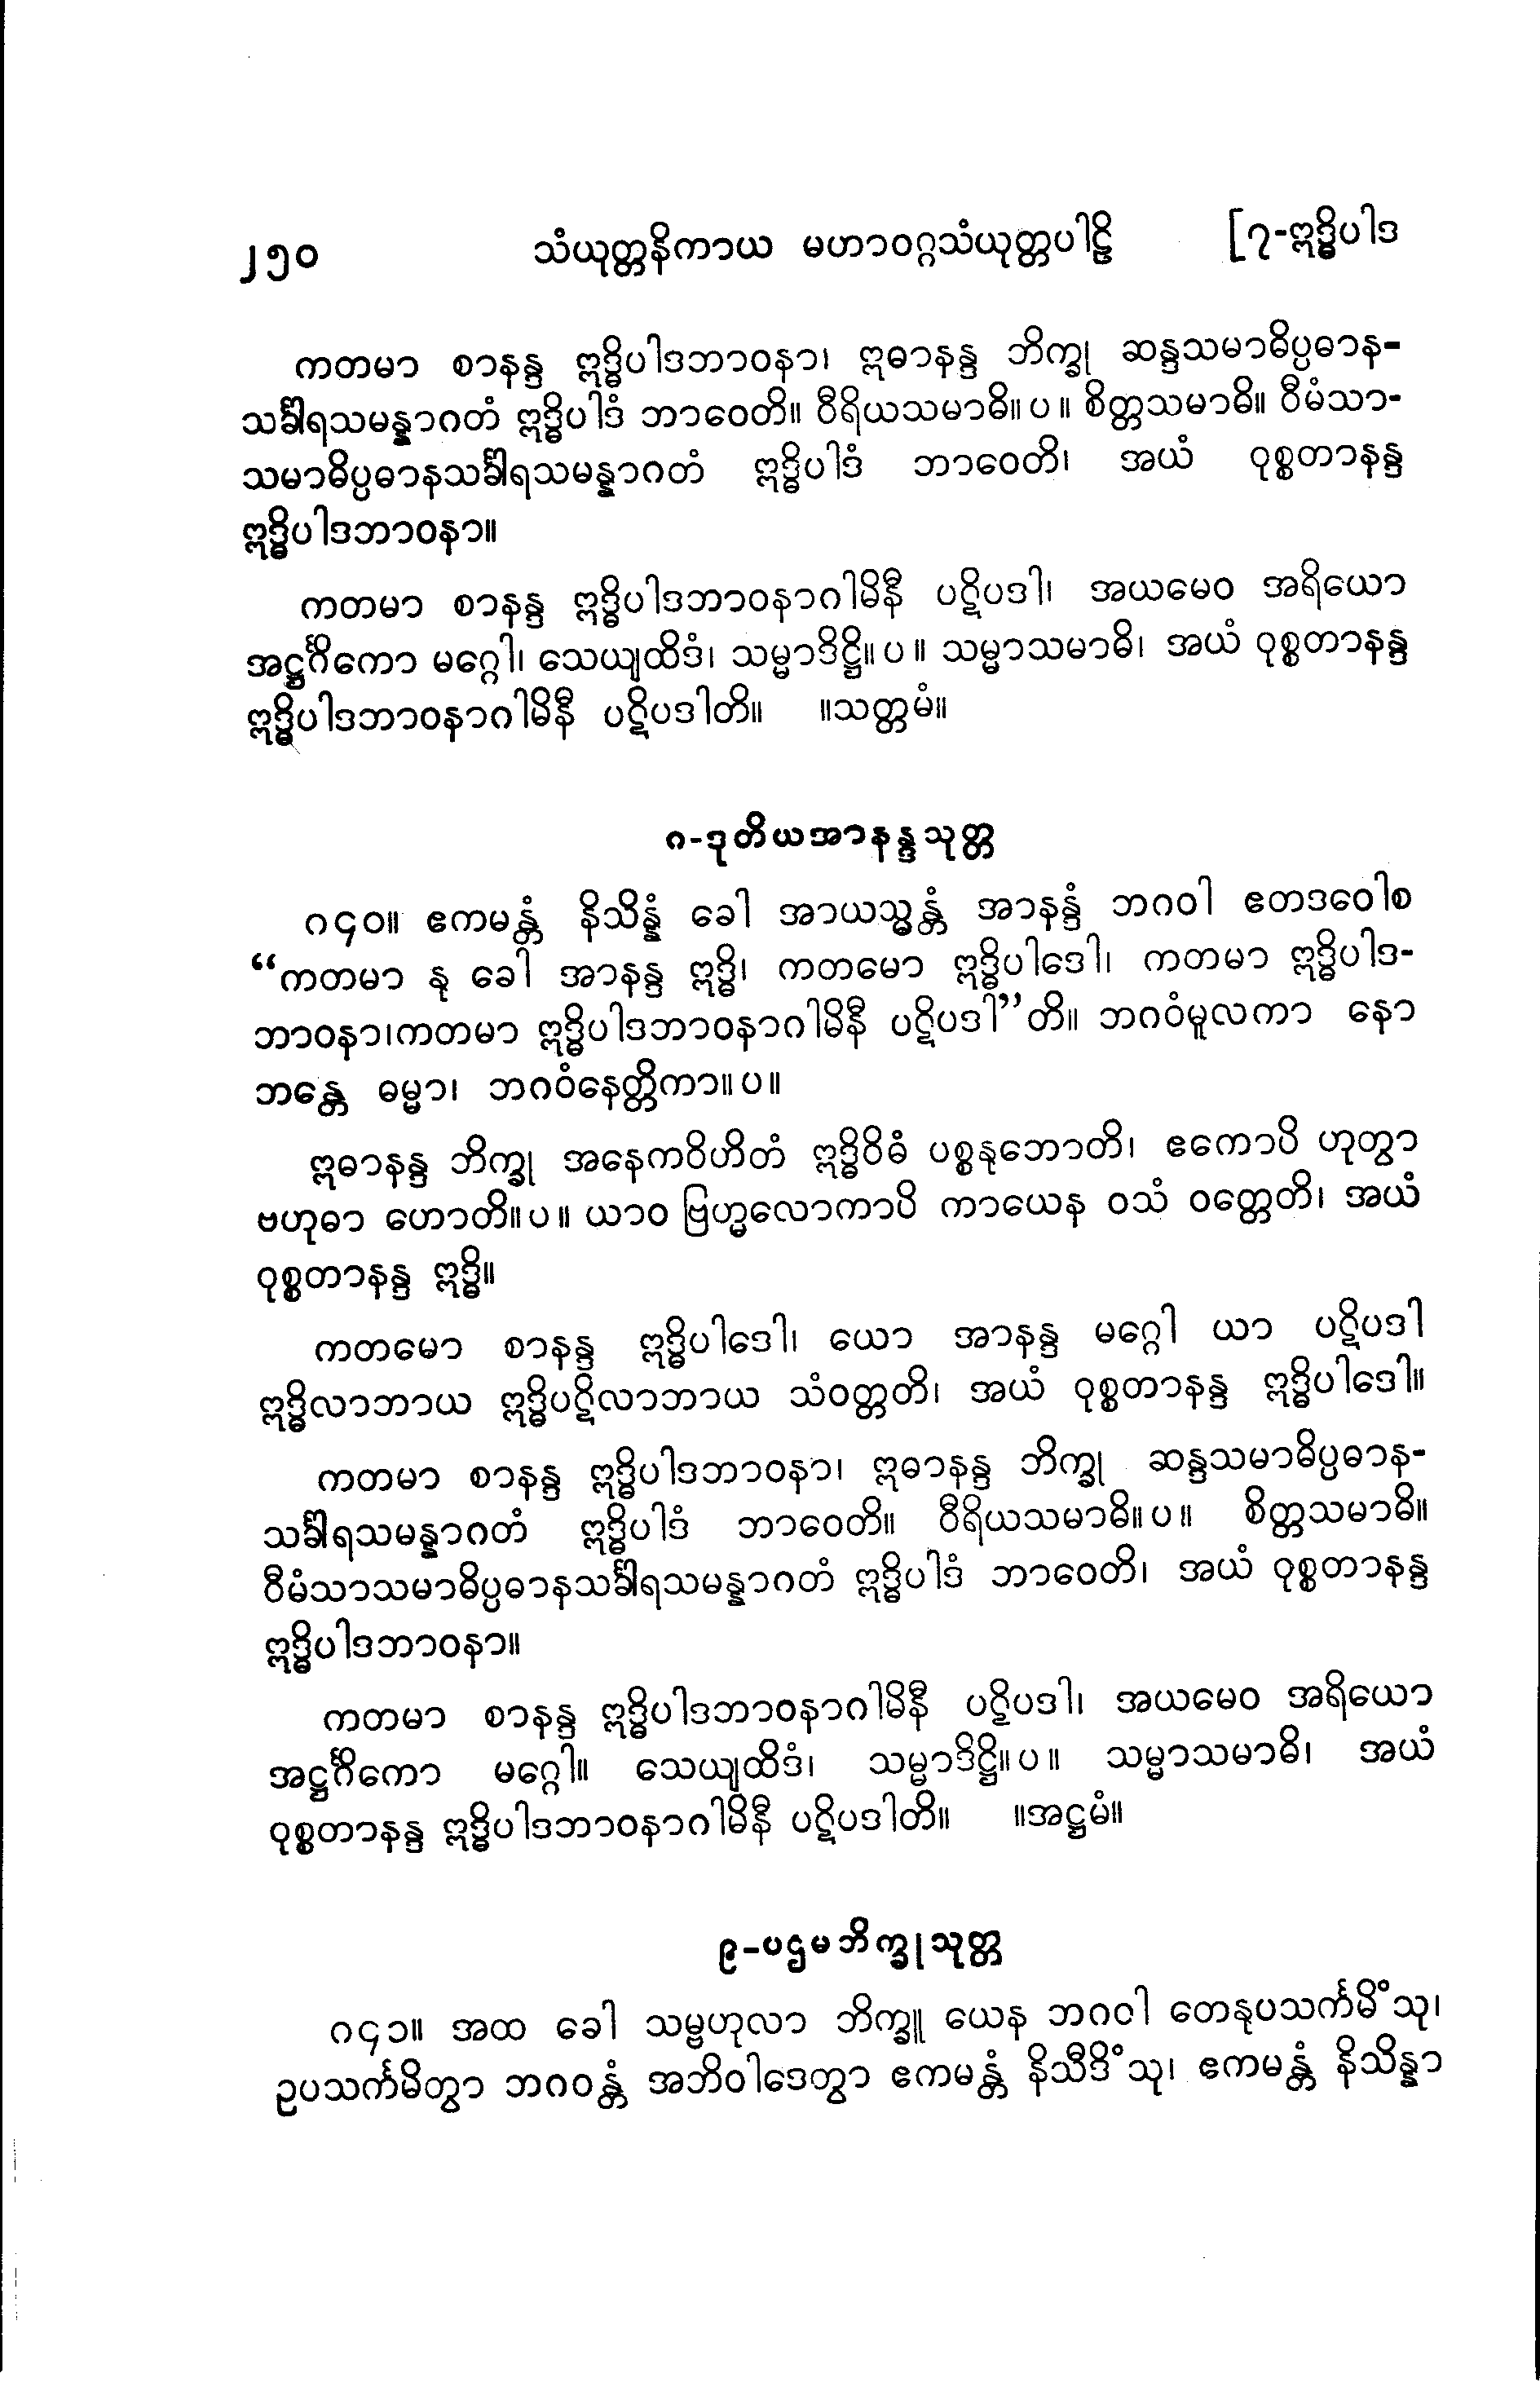 ၂၅၀ သံယုတ္တနိကာယ မဟာဝဂ္ဂသံယုတ္တပါဠိ [၇-ဣဒ္ဓိပါဒ
ကတမာ စာနန္ဒ ဣဒ္ဓိပါဒဘာဝနာ၊ ဣဓာနန္ဒ ဘိက္ခု ဆန္ဒသမာဓိပ္ပဓာန-
သင်္ခါရသမန္နာဂတံ ဣဒ္ဓိပါဒံ ဘာဝေတိ။ ဝီရိယသမာဓိ။ပ။ စိတ္တသမာဓိ။ ဝီမံသာ-
သမာဓိပ္ပဓာနသင်္ခါရသမန္နာဂတံ ဣဒ္ဓိပါဒံ ဘာဝေတိ၊ အယံ ဝုစ္စတာနန္ဒ
ဣဒ္ဓိပါဒဘာဝနာ။
ကတမာ စာနန္ဒ ဣဒ္ဓိပါဒဘာဝနာဂါမိနီ ပဋိပဒါ၊ အယမေဝ အရိယော
အဋ္ဌင်္ဂိကော မဂ္ဂေါ၊ သေယျထိဒံ၊ သမ္မာဒိဋ္ဌိ။ပ။ သမ္မာသမာဓိ၊ အယံ ဝုစ္စတာနန္ဒ
ဣဒ္ဓိပါဒဘာဝနာဂါမိနီ ပဋိပဒါတိ။ ။သတ္တမံ။
၈-ဒုတိယအာနန္ဒသုတ္တ
၈၄၀။ ဧကမန္တံ နိသိန္နံ ခေါ အာယသ္မန္တံ အာနန္ဒံ ဘဂဝါ ဧတဒဝေါစ
“ကတမာ နု ခေါ အာနန္ဒ ဣဒ္ဓိ၊ ကတမော ဣဒ္ဓိပါဒေါ၊ ကတမာ ဣဒ္ဓိပါဒ-
ဘာဝနာ၊ကတမာ ဣဒ္ဓိပါဒဘာဝနာဂါမိနီ ပဋိပဒါ”တိ။ ဘဂဝံမူလကာ နော
ဘန္တေ ဓမ္မာ၊ ဘဂဝံနေတ္တိကာ။ပ။
ဣဓာနန္ဒ ဘိက္ခု အနေကဝိဟိတံ ဣဒ္ဓိဝိဓံ ပစ္စနုဘောတိ၊ ဧကောပိ ဟုတွာ
ဗဟုဓာ ဟောတိ။ပ။ ယာဝ ဗြဟ္မလောကာပိ ကာယေန ဝသံ ဝတ္တေတိ၊ အယံ
ဝုစ္စတာနန္ဒ ဣဒ္ဓိ။
ကတမော စာနန္ဒ ဣဒ္ဓိပါဒေါ၊ ယော အာနန္ဒ မဂ္ဂေါ ယာ ပဋိပဒါ
ဣဒ္ဓိလာဘာယ ဣဒ္ဓိပဋိလာဘာယ သံဝတ္တတိ၊ အယံ ဝုစ္စတာနန္ဒ ဣဒ္ဓိပါဒေါ။
ကတမာ စာနန္ဒ ဣဒ္ဓိပါဒဘာဝနာ၊ ဣဓာနန္ဒ ဘိက္ခု ဆန္ဒသမာဓိပ္ပဓာန-
သင်္ခါရသမန္နာဂတံ ဣဒ္ဓိပါဒံ ဘာဝေတိ။ ဝီရိယသမာဓိ။ပ။ စိတ္တသမာဓိ။
ဝီမံသာသမာဓိပ္ပဓာနသင်္ခါရသမန္နာဂတံ ဣဒ္ဓိပါဒံ ဘာဝေတိ၊ အယံ ဝုစ္စတာနန္ဒ
ဣဒ္ဓိပါဒဘာဝနာ။
ကတမာ စာနန္ဒ ဣဒ္ဓိပါဒဘာဝနာဂါမိနီ ပဋိပဒါ၊ အယမေဝ အရိယော
အဋ္ဌင်္ဂိကော မဂ္ဂေါ။ သေယျထိဒံ၊ သမ္မာဒိဋ္ဌိ။ပ။ သမ္မာသမာဓိ၊ အယံ
ဝုစ္စတာနန္ဒ ဣဒ္ဓိပါဒဘာဝနာဂါမိနီ ပဋိပဒါတိ။ ။အဋ္ဌမံ။
၉-ပဌမဘိက္ခုသုတ္တ
၈၄၁။ အထ ခေါ သမ္ဗဟုလာ ဘိက္ခူ ယေန ဘဂဝါ တေနုပသင်္ကမိံသု၊
ဥပသင်္ကမိတွာ ဘဂဝန္တံ အဘိဝါဒေတွာ ဧကမန္တံ နိသီဒိံသု၊ ဧကမန္တံ နိသိန္နာ